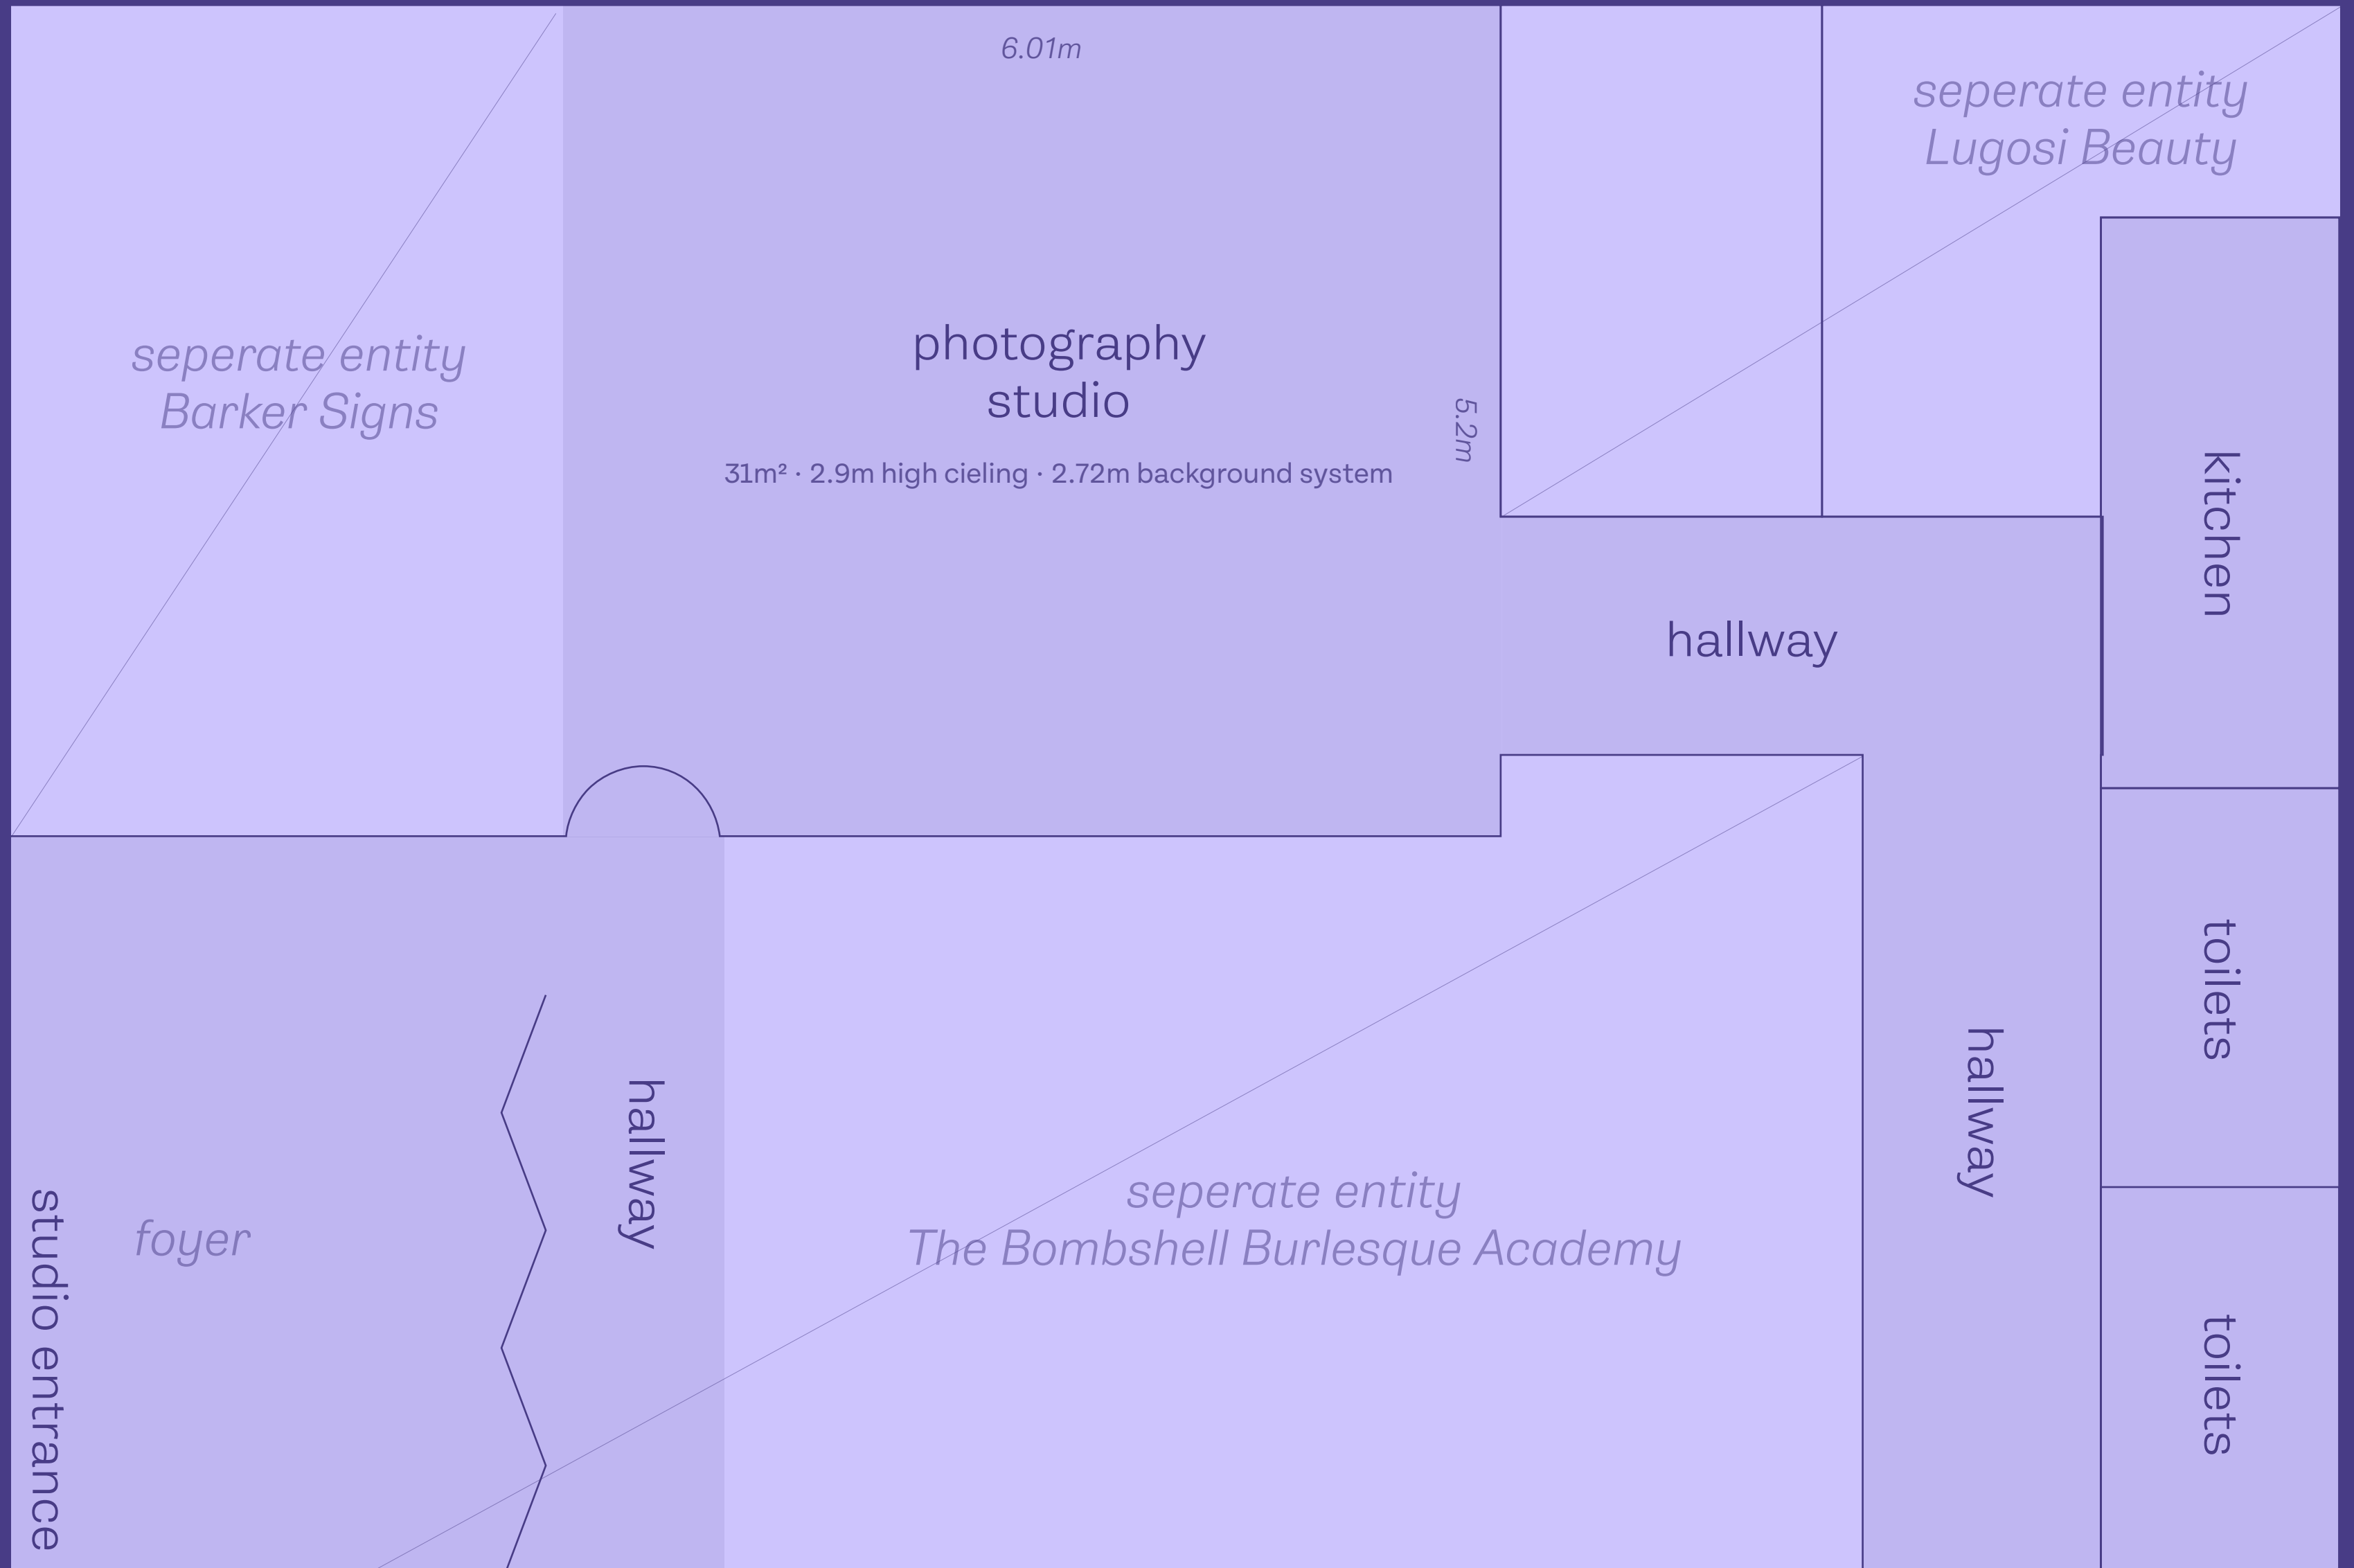 6.01m
seperate entity
Lugosi Beauty
seperate entity
Barker Signs
photography
studio
31m² · 2.9m high cieling · 2.72m background system
5.2m
kitchen
hallway
toilets
hallway
hallway
seperate entity
The Bombshell Burlesque Academy
foyer
studio entrance
toilets